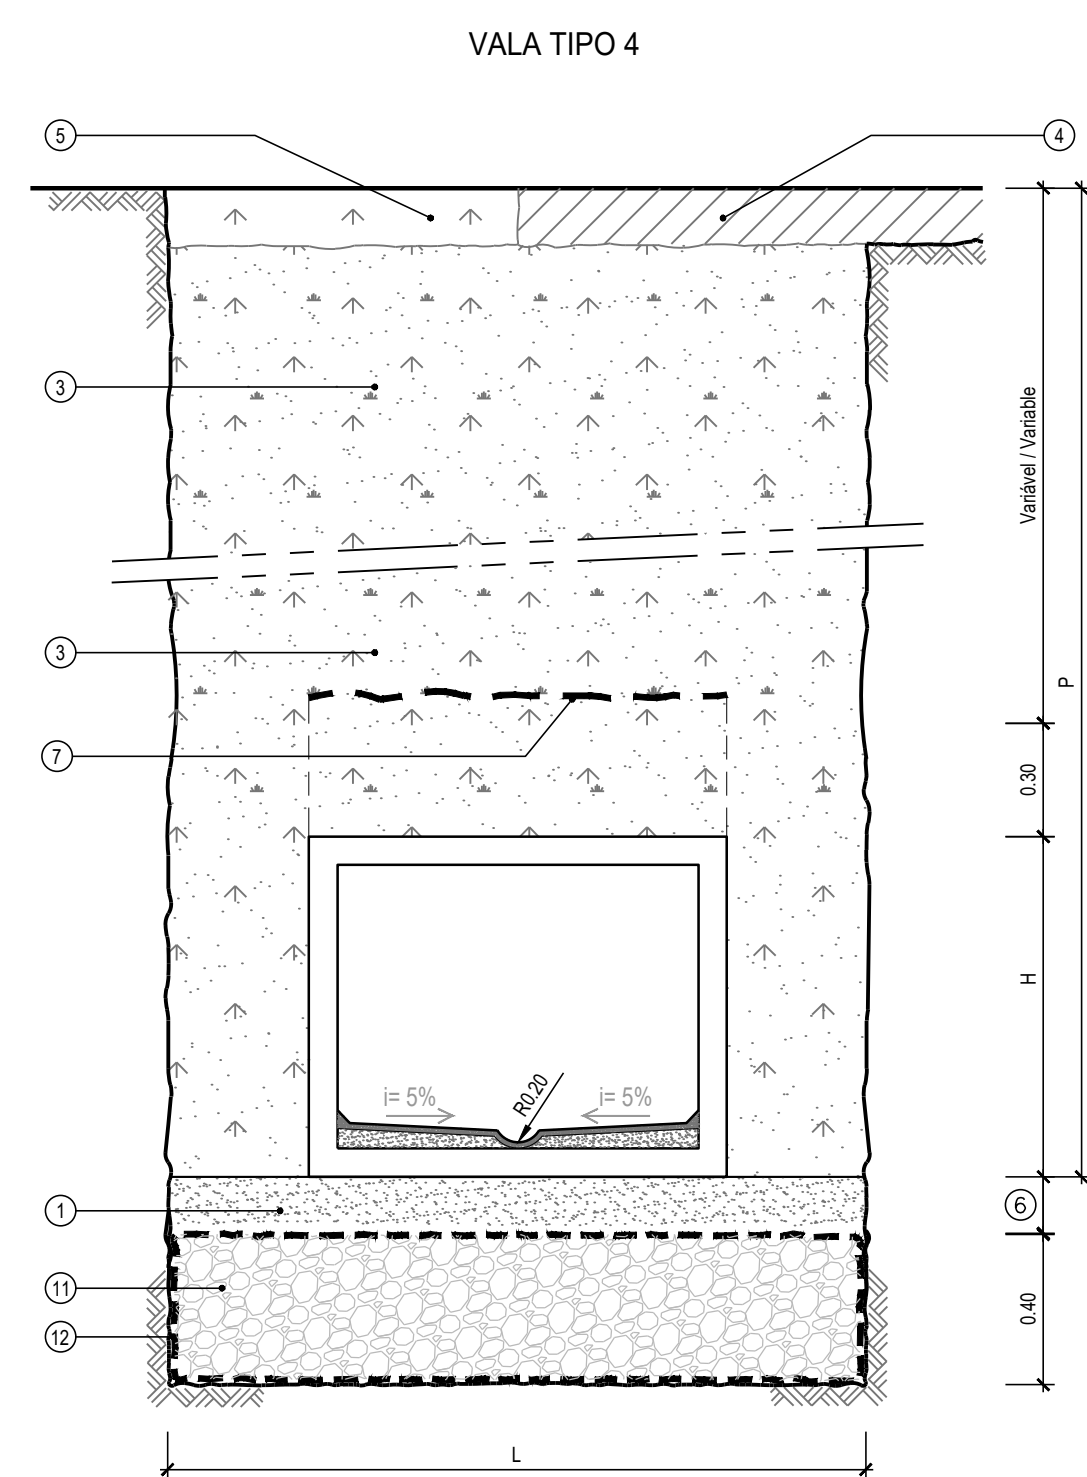 VALA TIPO 4
5
4
3
Variável / Variable
3
P
7
0.30
H
i= 5%
R0.20
i= 5%
1
6
11
0.40
12
L